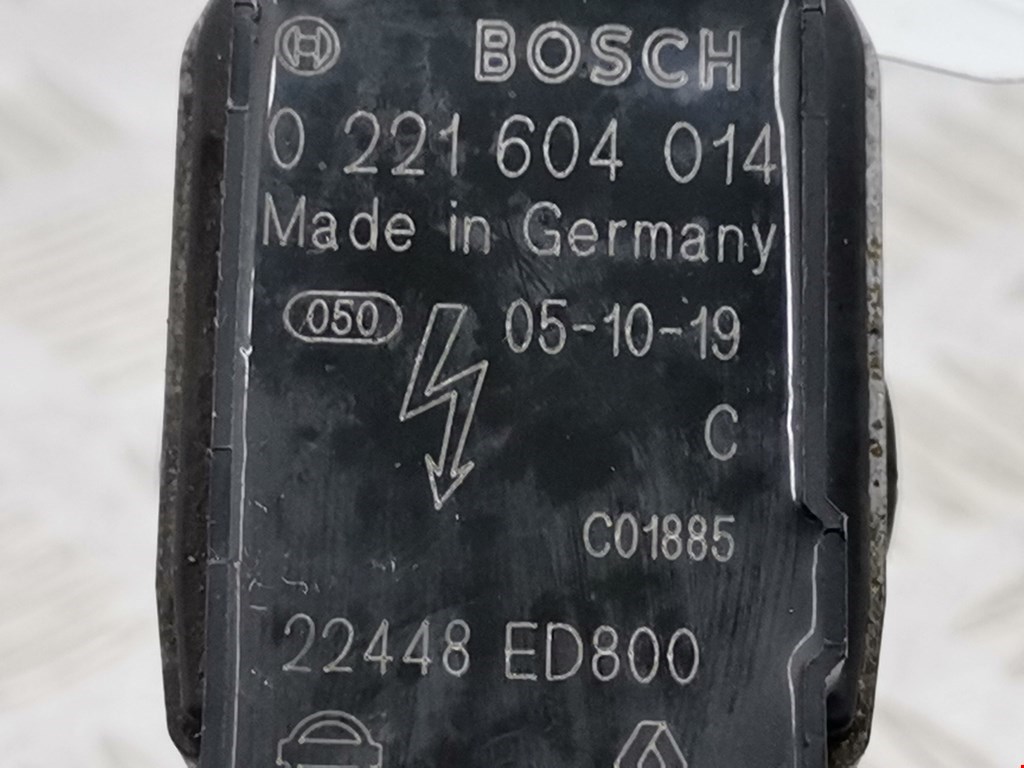 BOSCH
0 221 604 014
Made in Germany
050 05-10-19
C
C01885
22448 ED800